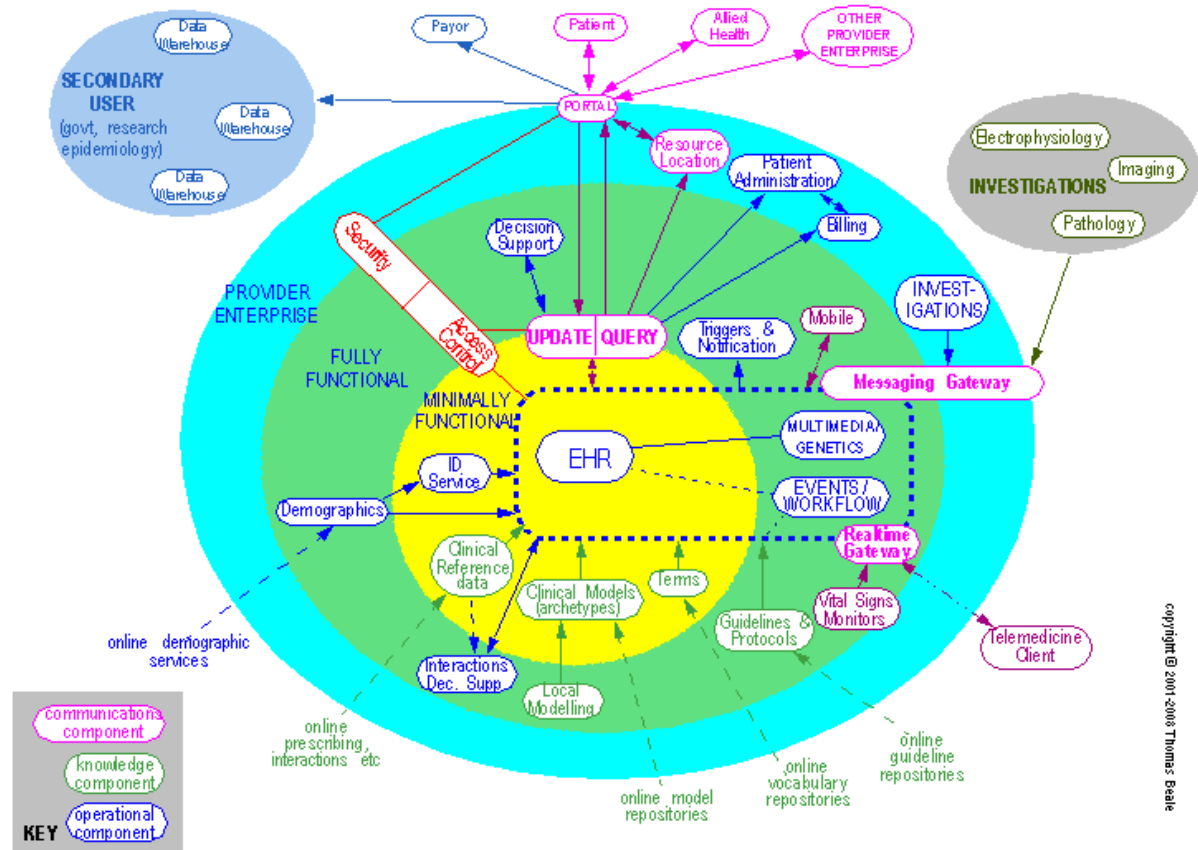 Data
Warehouse
SECONDARY
USER
(govt, research
epidemiology)
Data
Warehouse
Data
Warehouse
Payor
Patient
Allied
Health
OTHER
PROVIDER
ENTERPRISE
PORTAL
Resource
Location
Patient
Administration
Billing
Electrophysiology
Imaging
INVESTIGATIONS
Pathology
Security
Access
Control
Decision
Support
PROVIDER
ENTERPRISE
FULLY
FUNCTIONAL
MINIMALLY
FUNCTIONAL
UPDATE
QUERY
Triggers &
Notification
Mobile
INVEST-
IGATIONS
Messaging Gateway
EHR
MULTIMEDIA/
GENETICS
EVENTS /
WORKFLOW
ID
Service
Demographics
Realtime
Gateway
Clinical
Reference
data
Clinical Models
(archetypes)
Terms
Guidelines &
Protocols
Vital Signs
Monitors
Telemedicine
Client
Interactions
Dec. Supp.
Local
Modelling
online demographic
services
online
prescribing,
interactions etc
online model
repositories
online
vocabulary
repositories
online
guideline
repositories
communications
component
knowledge
component
operational
component
KEY
copyright © 2001-2006 Thomas Beale